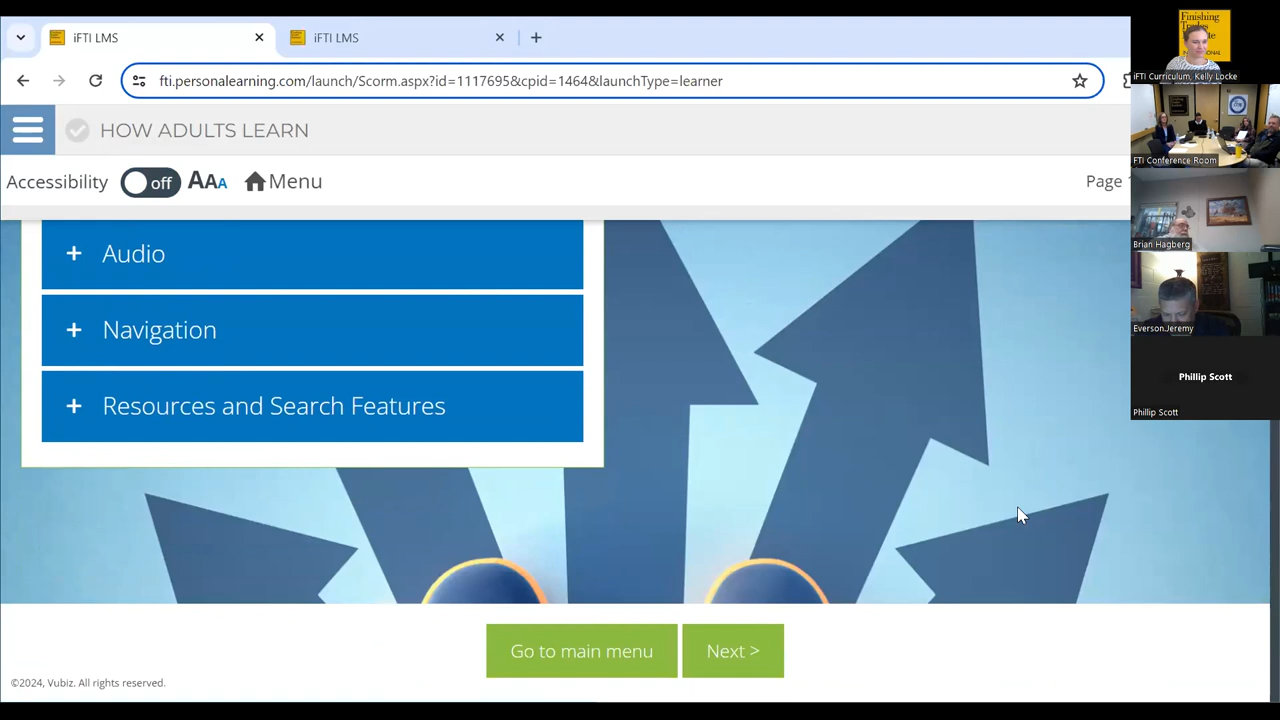 iFTI LMS
iFTI LMS
fti.personalearning.com/launch/Scorm.aspx?id=1117695&cpid=1464&launchType=learner
HOW ADULTS LEARN
Accessibility off AAA Menu
Page
Audio
Navigation
Resources and Search Features
Go to main menu
Next >
©2024, Vubiz. All rights reserved.
Finishing
Trades
iFTI Curriculum, Kelly Locke
FTI Conference Room
Brian Hagberg
Everson.Jeremy
Phillip Scott
Phillip Scott